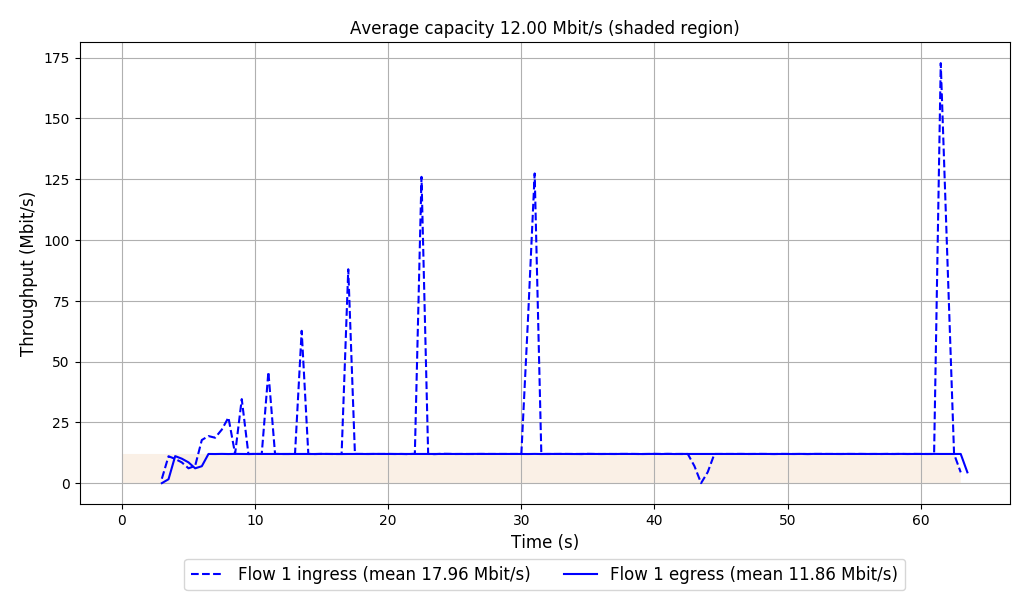 Average capacity 12.00 Mbit/s (shaded region)
Throughput (Mbit/s)
175
150
125
100
75
50
25
0
0 10 20 30 40 50 60
Time (s)
Flow 1 ingress (mean 17.96 Mbit/s) Flow 1 egress (mean 11.86 Mbit/s)